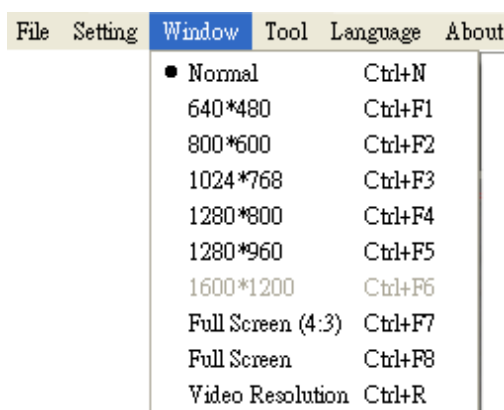 File Setting Window Tool Language About
Normal Ctrl+N
640*480 Ctrl+F1
800*600 Ctrl+F2
1024*768 Ctrl+F3
1280*800 Ctrl+F4
1280*960 Ctrl+F5
1600*1200 Ctrl+F6
Full Screen (4:3) Ctrl+F7
Full Screen Ctrl+F8
Video Resolution Ctrl+R